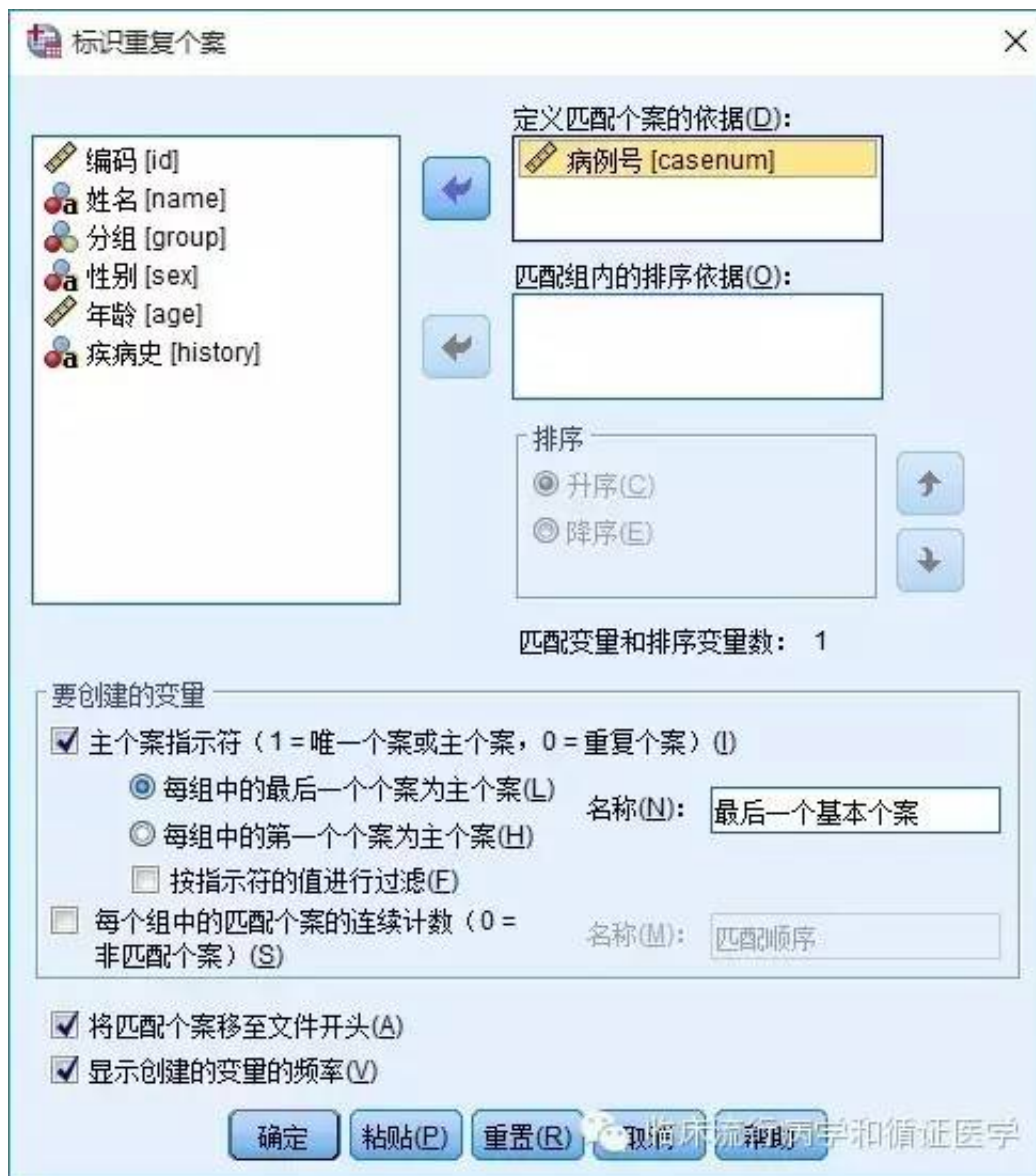 标识重复个案
定义匹配个案的依据(D)：
编码 [id]
姓名 [name]
分组 [group]
性别 [sex]
年龄 [age]
疾病史 [history]
病例号 [casenum]
匹配组内的排序依据(O)：
排序
升序(C)
降序(E)
匹配变量和排序变量数： 1
要创建的变量
主个案指示符（1 = 唯一个案或主个案，0 = 重复个案）(I)
每组中的最后一个个案为主个案(L)
名称(N)：
最后一个基本个案
每组中的第一个个案为主个案(H)
按指示符的值进行过滤(F)
每个组中的匹配个案的连续计数（0 =
非匹配个案）(S)
名称(M)：
匹配顺序
将匹配个案移至文件开头(A)
显示创建的变量的频率(V)
确定 粘贴(P) 重置(R) 取消 帮助
临床流行病学和循证医学